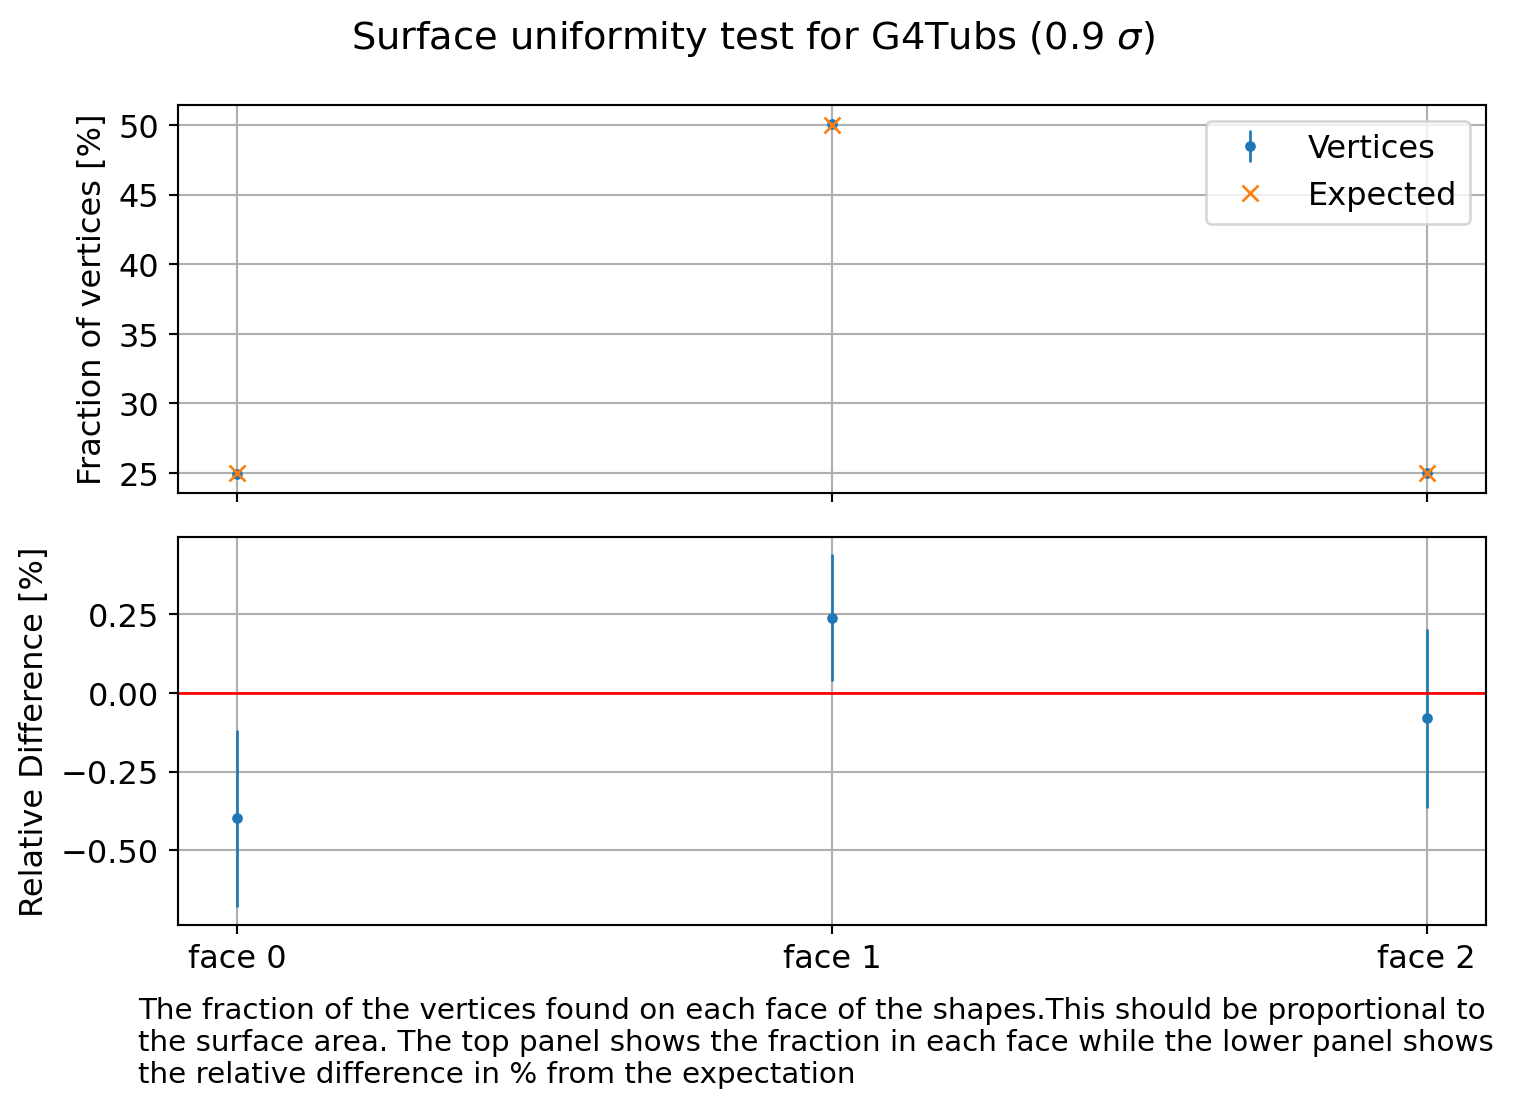 Surface uniformity test for G4Tubs (0.9 σ)
Fraction of vertices [%]
50
45
40
35
30
25
Vertices
Expected
Relative Difference [%]
0.25
0.00
−0.25
−0.50
face 0
face 1
face 2
The fraction of the vertices found on each face of the shapes.This should be proportional to
the surface area. The top panel shows the fraction in each face while the lower panel shows
the relative difference in % from the expectation